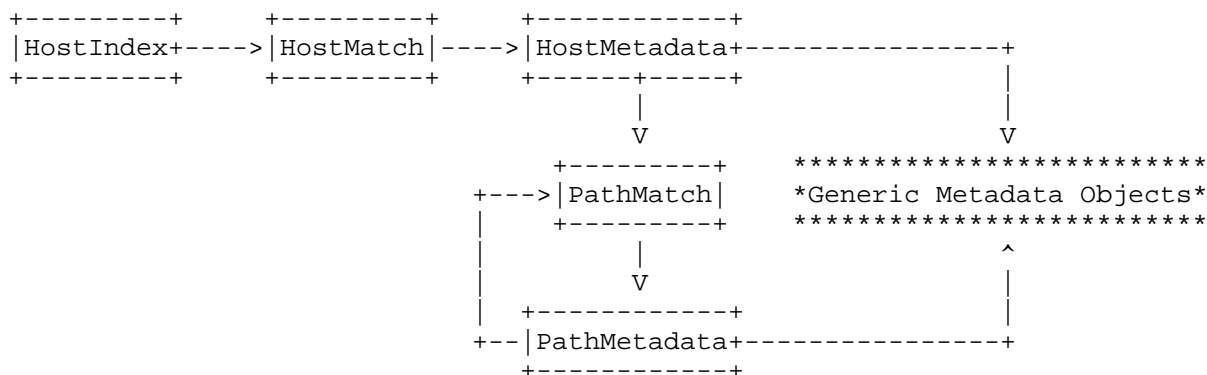 +---------+     +---------+     +------------+
|HostIndex+---->|HostMatch|---->|HostMetadata+----------------+
+---------+     +---------+     +------+-----+                |
                                       |                      |
                                       V                      V
                                  +---------+    **************************
                             +--->|PathMatch|    *Generic Metadata Objects*
                             |    +---------+    **************************
                             |         |                      ^
                             |         V                      |
                             |  +------------+                |
                             +--|PathMetadata+----------------+
                                +------------+